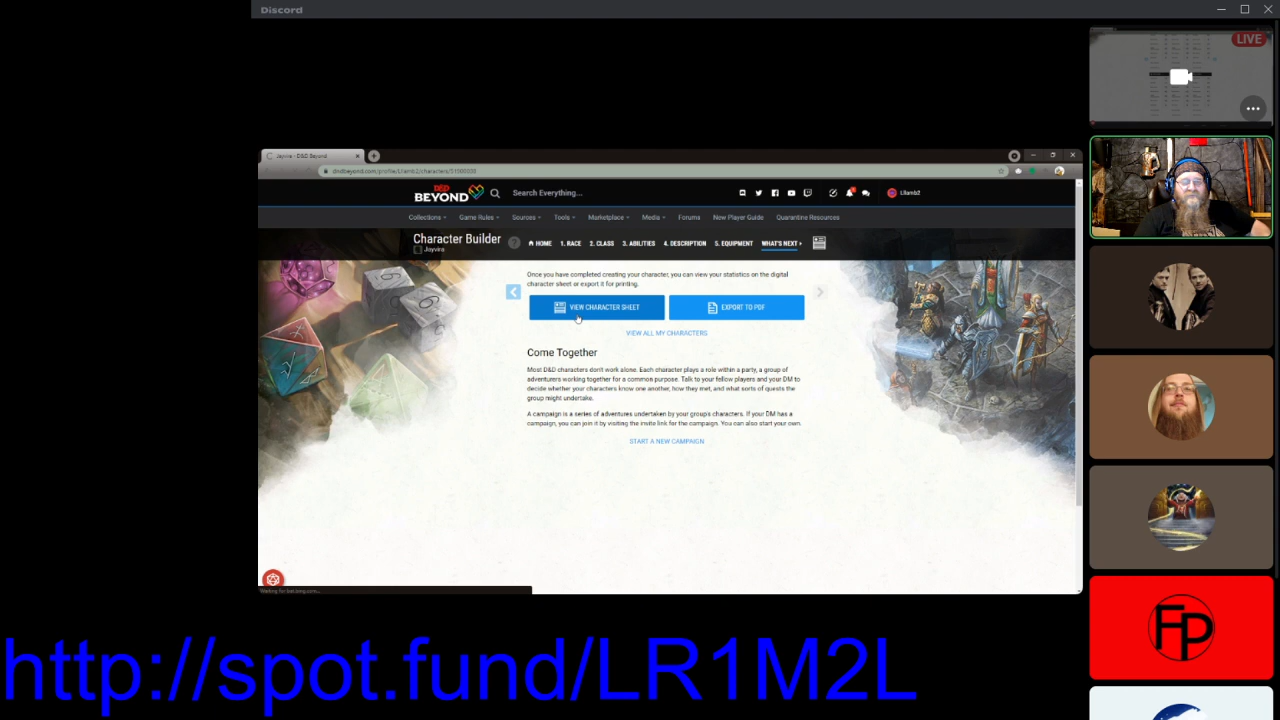 Discord
LIVE
Jayvira - D&D Beyond
D&D
BEYOND
Search Everything...
Lllamb2
Collections
Game Rules
Sources
Tools
Marketplace
Media
Forums
New Player Guide
Quarantine Resources
Character Builder
Jayvira
?
HOME
1. RACE
2. CLASS
3. ABILITIES
4. DESCRIPTION
5. EQUIPMENT
WHAT'S NEXT
Once you have completed creating your character, you can view your statistics on the digital
character sheet or export it for printing.
VIEW CHARACTER SHEET
EXPORT TO PDF
VIEW ALL MY CHARACTERS
Come Together
Most D&D characters don't work alone. Each character plays a role within a party, a group of
adventurers working together for a common purpose. Talk to your fellow players and your DM to
decide whether your characters know one another, how they met, and what sorts of quests the
group might undertake.
A campaign is a series of adventures undertaken by your group's characters. If your DM has a
campaign, you can join it by visiting the invite link for the campaign. You can also start your own.
START A NEW CAMPAIGN
FP
http://spot.fund/LR1M2L